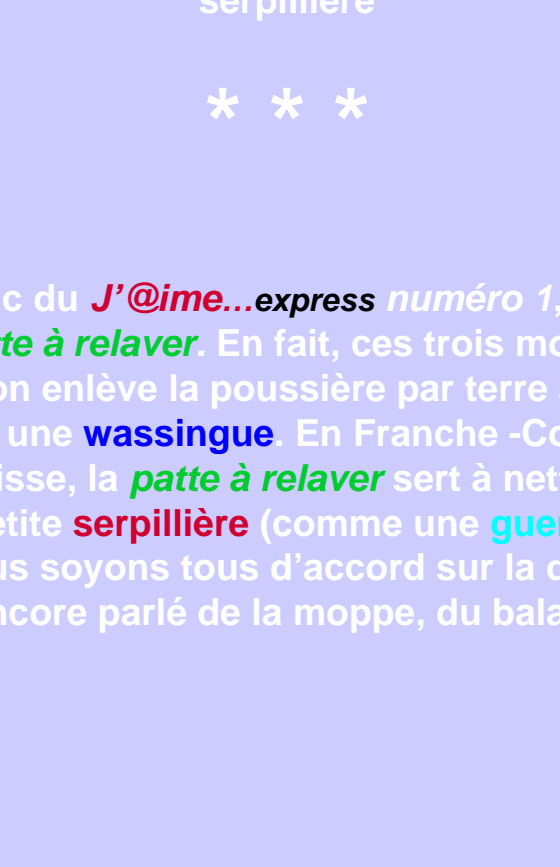 serpillière
* * *
c du J'@ime...express numéro 1,
te à relaver. En fait, ces trois mo
on enlève la poussière par terre
une wassingue. En Franche -Co
isse, la patte à relaver sert à net
etite serpillière (comme une guer
us soyons tous d'accord sur la d
ncore parlé de la moppe, du bala